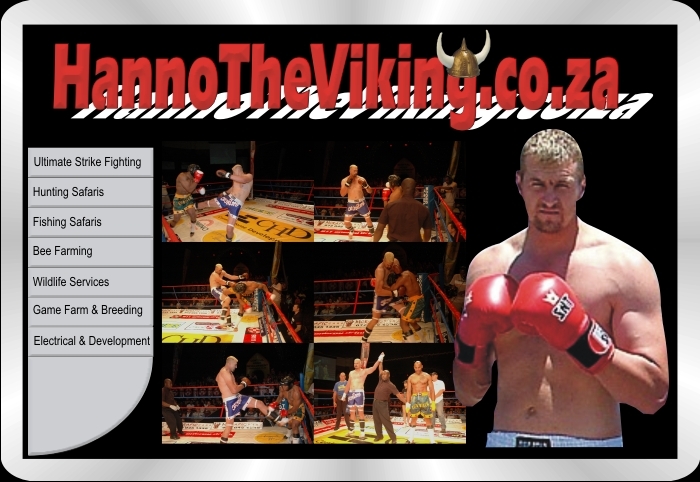 HannoTheViking.co.za
Ultimate Strike Fighting
Hunting Safaris
Fishing Safaris
Bee Farming
Wildlife Services
Game Farm & Breeding
Electrical & Development
SNT